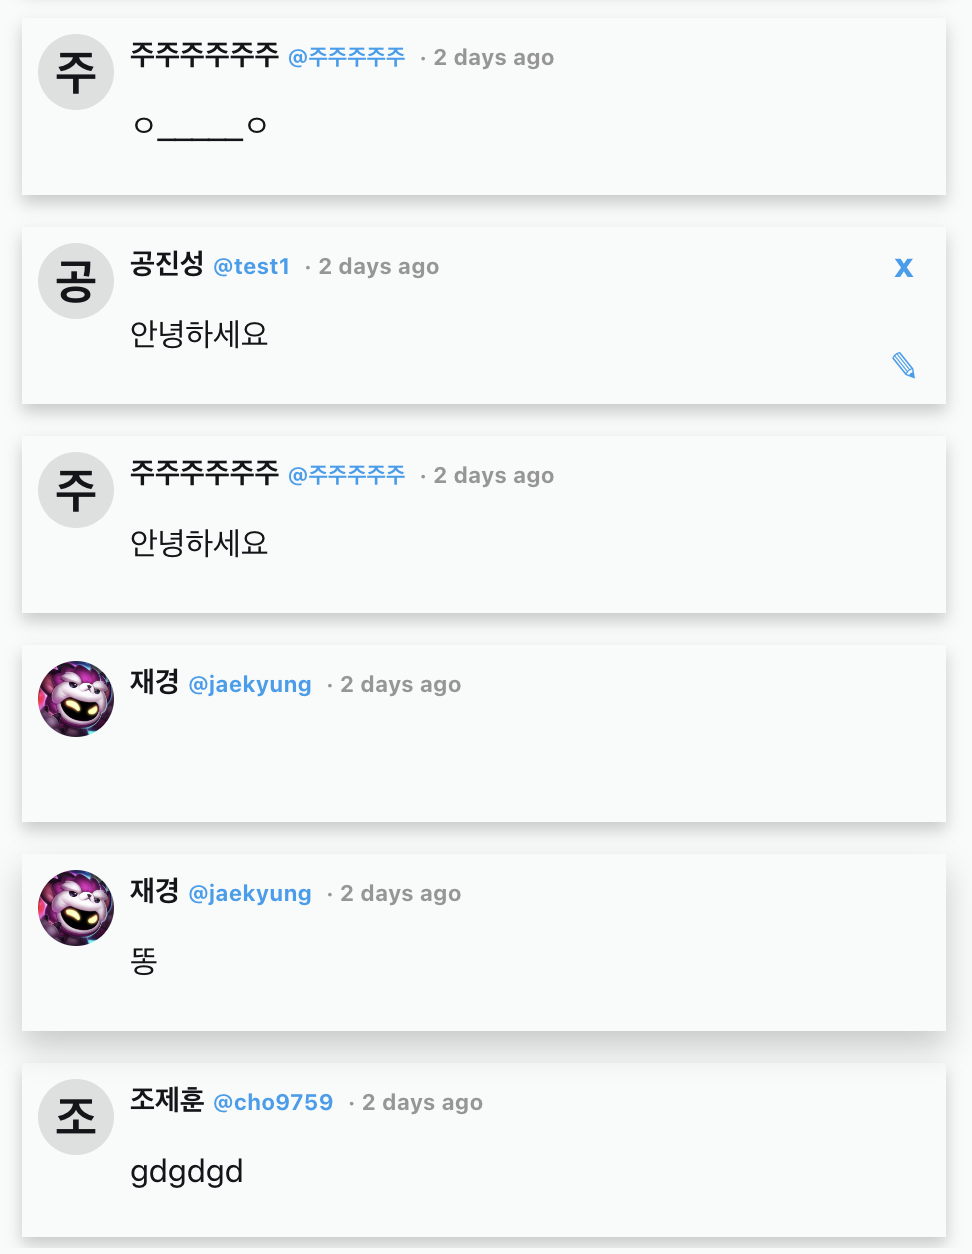 주
주주주주주주 @주주주주주 · 2 days ago
ㅇ_____ㅇ
공
공진성 @test1 · 2 days ago
x
안녕하세요
✎
주
주주주주주주 @주주주주주 · 2 days ago
안녕하세요
재경 @jaekyung · 2 days ago
재경 @jaekyung · 2 days ago
똥
조
조제훈 @cho9759 · 2 days ago
gdgdgd